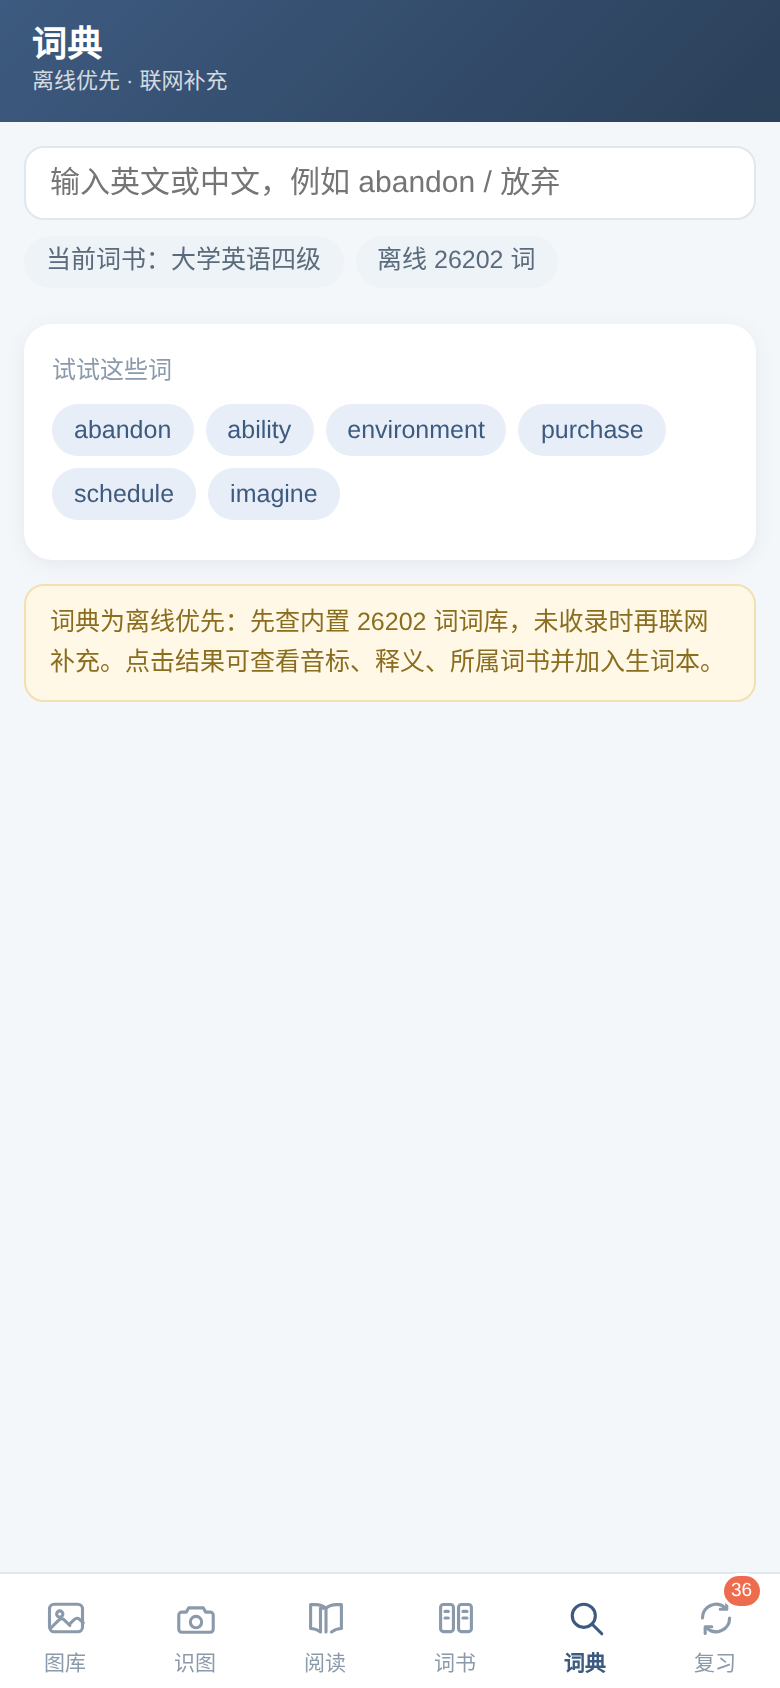 词典
离线优先 · 联网补充
输入英文或中文，例如 abandon / 放弃
当前词书：大学英语四级 离线 26202 词
试试这些词
abandon ability environment purchase
schedule imagine
词典为离线优先：先查内置 26202 词词库，未收录时再联网
补充。点击结果可查看音标、释义、所属词书并加入生词本。
36
图库 识图 阅读 词书 词典 复习